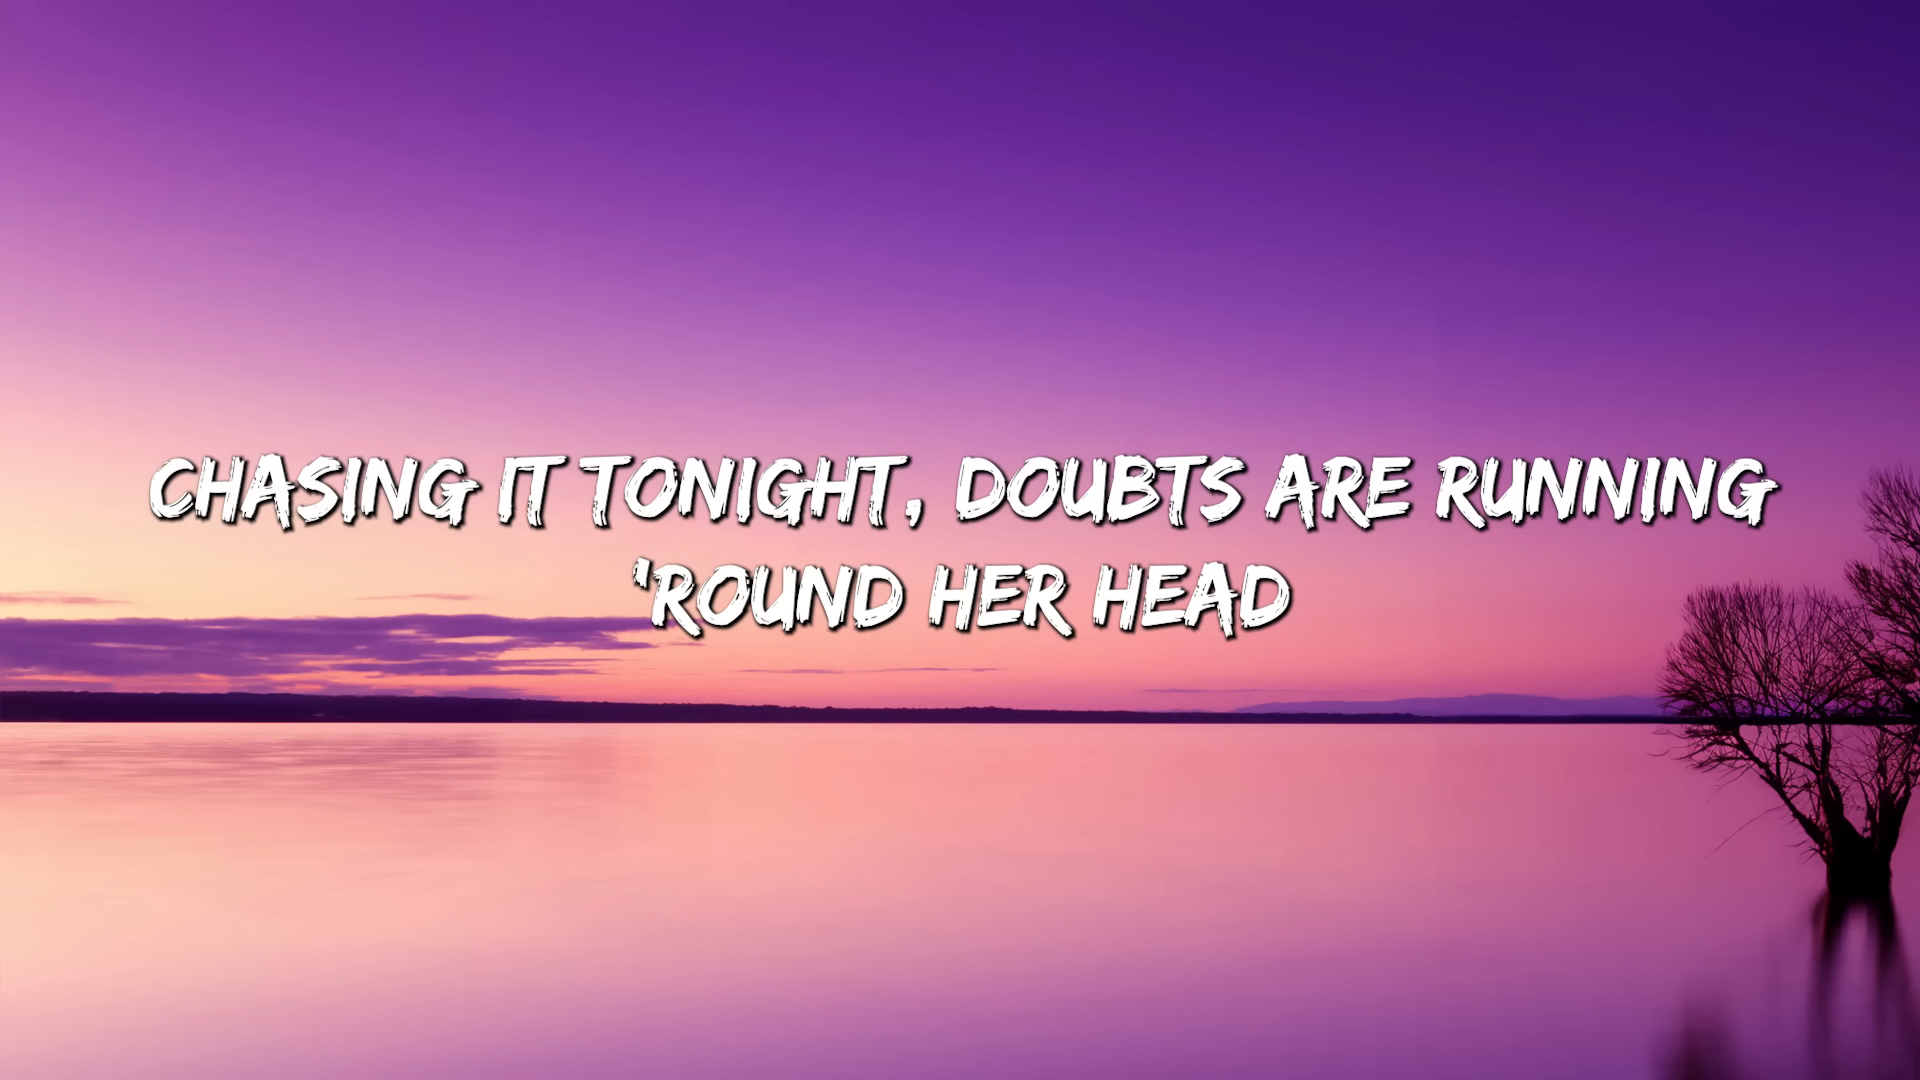 CHASING IT TONIGHT, DOUBTS ARE RUNNING
'ROUND HER HEAD